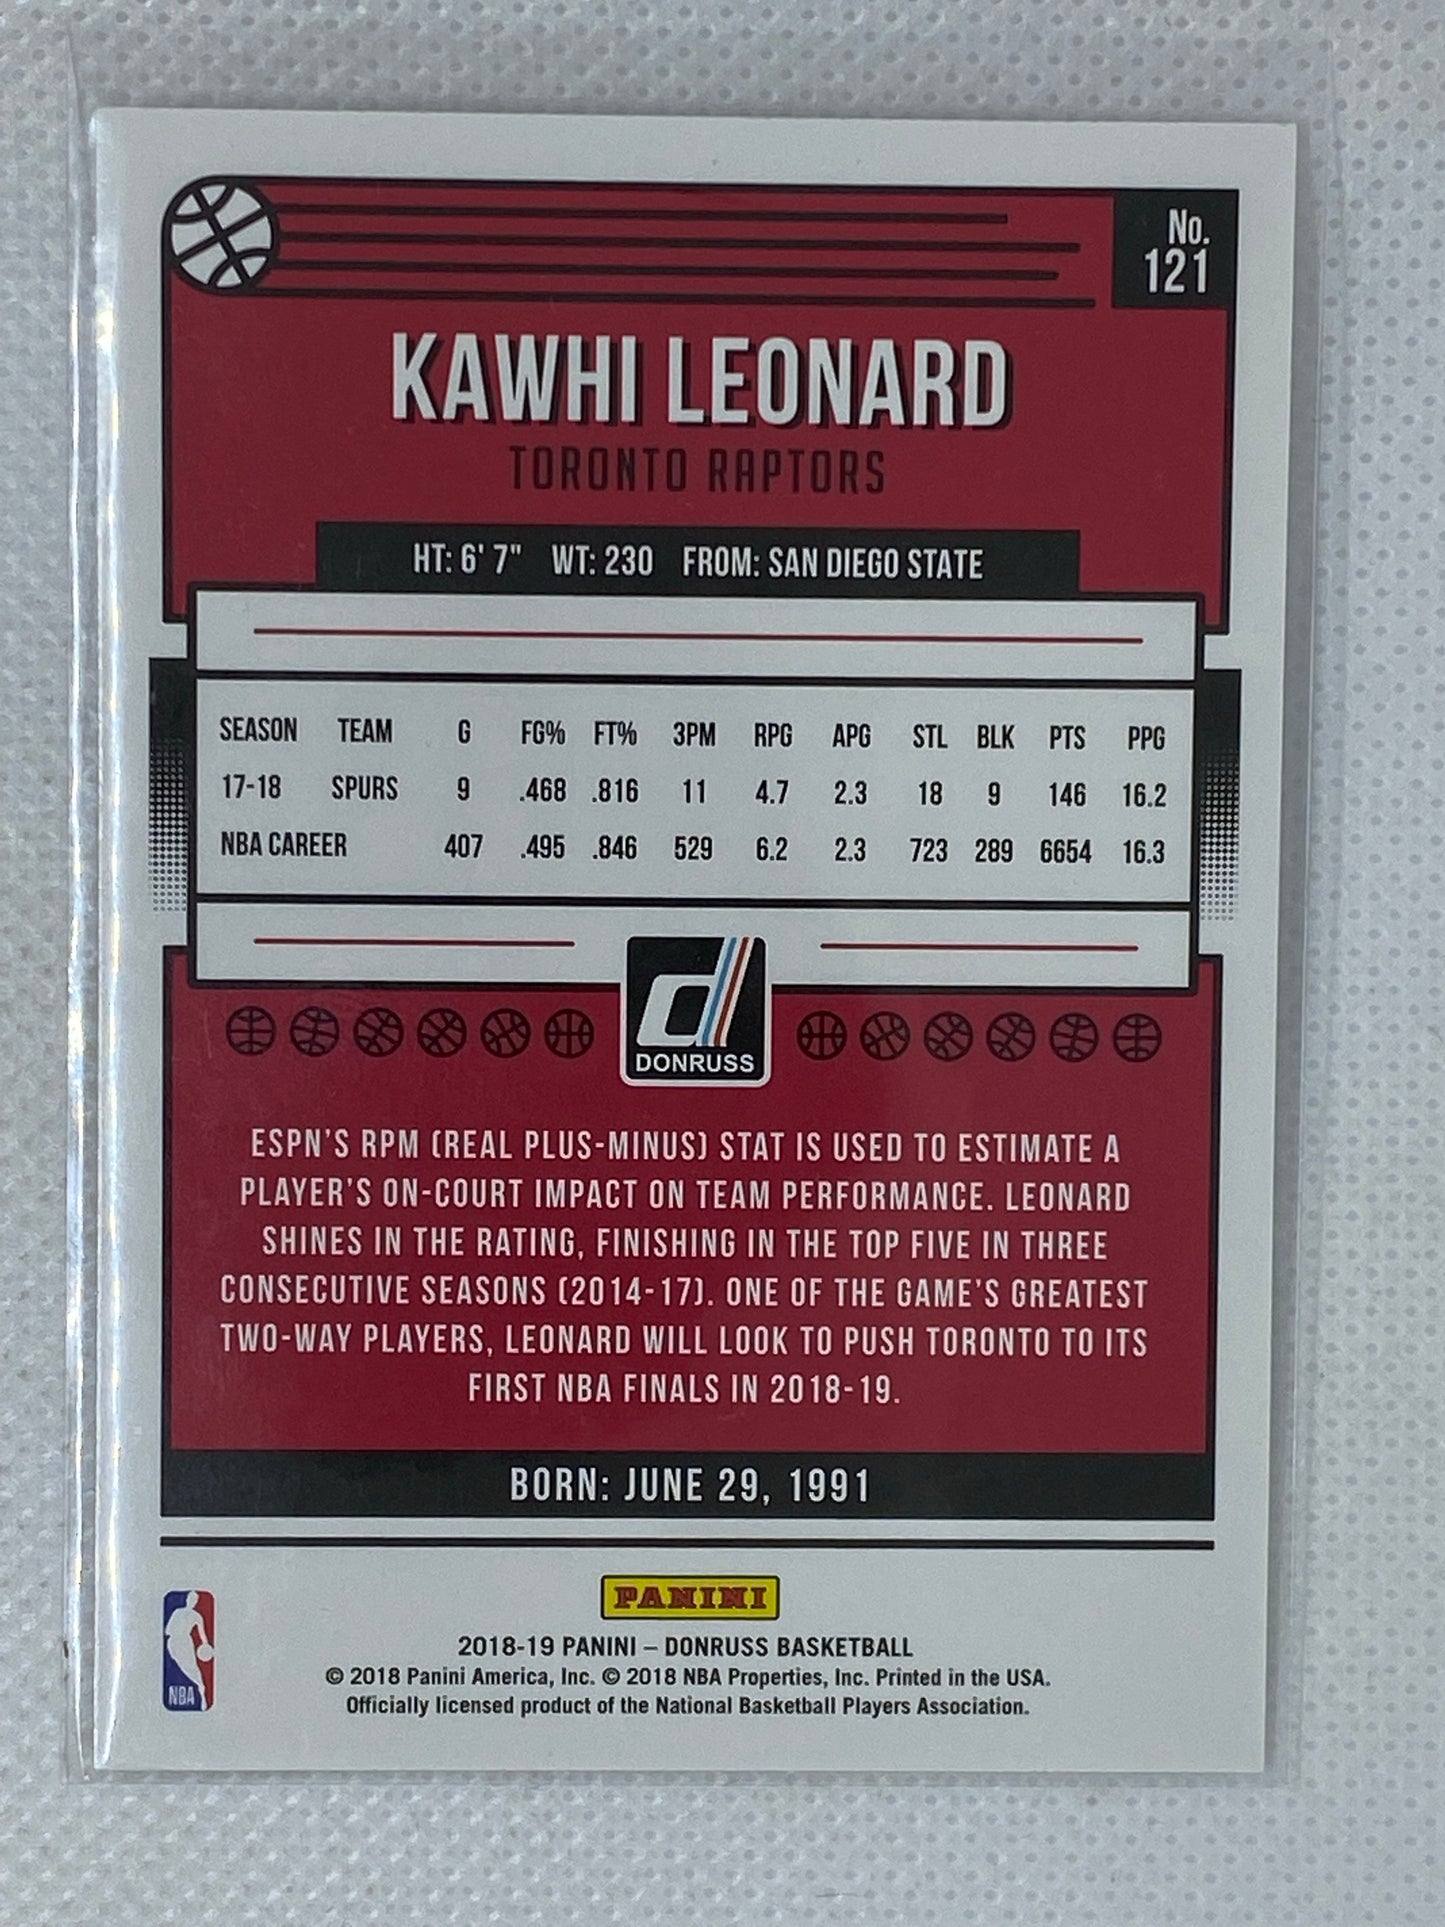 No.
121
KAWHI LEONARD
TORONTO RAPTORS
HT: 6' 7" WT: 230 FROM: SAN DIEGO STATE
SEASON TEAM G FG% FT% 3PM RPG APG STL BLK PTS PPG
17-18 SPURS 9 .468 .816 11 4.7 2.3 18 9 146 16.2
NBA CAREER 407 .495 .846 529 6.2 2.3 723 289 6654 16.3
d
DONRUSS
ESPN'S RPM (REAL PLUS-MINUS) STAT IS USED TO ESTIMATE A
PLAYER'S ON-COURT IMPACT ON TEAM PERFORMANCE. LEONARD
SHINES IN THE RATING, FINISHING IN THE TOP FIVE IN THREE
CONSECUTIVE SEASONS (2014-17). ONE OF THE GAME'S GREATEST
TWO-WAY PLAYERS, LEONARD WILL LOOK TO PUSH TORONTO TO ITS
FIRST NBA FINALS IN 2018-19.
BORN: JUNE 29, 1991
PANINI
2018-19 PANINI – DONRUSS BASKETBALL
© 2018 Panini America, Inc. © 2018 NBA Properties, Inc. Printed in the USA.
Officially licensed product of the National Basketball Players Association.
NBA